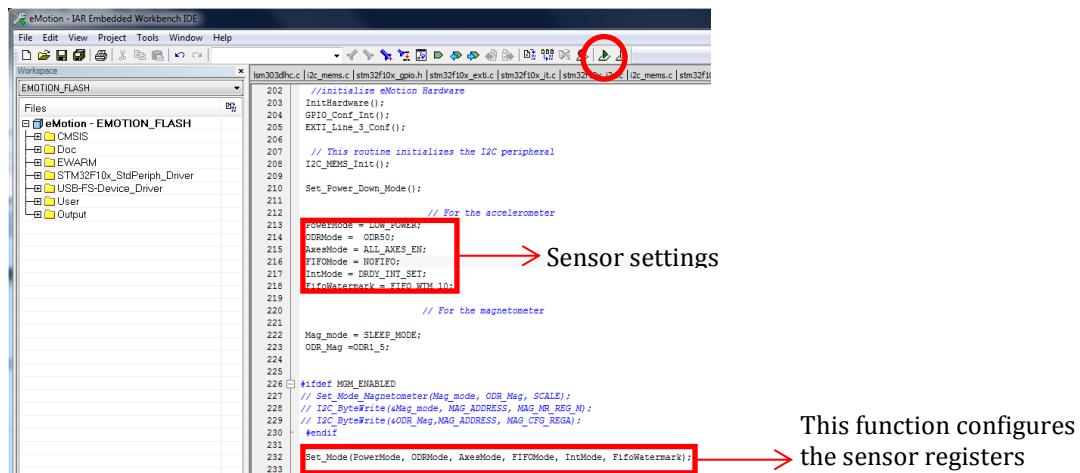 eMotion - IAR Embedded Workbench IDE
File Edit View Project Tools Window Help
Workspace
lsm303dlhc.c | i2c_mems.c | stm32f10x_gpio.h | stm32f10x_exti.c | stm32f10x_it.c | stm32f10x_i2c.c | i2c_mems.c | stm32f10
EMOTION_FLASH
Files
eMotion - EMOTION_FLASH
CMSIS
Doc
EWARM
STM32F10x_StdPeriph_Driver
USB-FS-Device_Driver
User
Output
202 //initialize eMotion Hardware
203 InitHardware();
204 GPIO_Conf_Int();
205 EXTI_Line_3_Conf();
206
207 // This routine initializes the I2C peripheral
208 I2C_MEMS_Init();
209
210 Set_Power_Down_Mode();
211
212 // For the accelerometer
213 PowerMode = LOW_POWER;
214 ODRMode = ODR50;
215 AxesMode = ALL_AXES_EN;
216 FIFOMode = NOFIFO;
217 IntMode = DRDY_INT_SET;
218 FifoWatermark = FIFO_WTM_10;
219
220 // For the magnetometer
221
222 Mag_mode = SLEEP_MODE;
223 ODR_Mag =ODR1_5;
224
225
226 #ifdef MGM_ENABLED
227 // Set_Mode_Magnetometer(Mag_mode, ODR_Mag, SCALE);
228 // I2C_ByteWrite(&Mag_mode, MAG_ADDRESS, MAG_MR_REG_M);
229 // I2C_ByteWrite(&ODR_Mag,MAG_ADDRESS, MAG_CFG_REGA);
230 #endif
231
232 Set_Mode(PowerMode, ODRMode, AxesMode, FIFOMode, IntMode, FifoWatermark);
233
Sensor settings
This function configures
the sensor registers